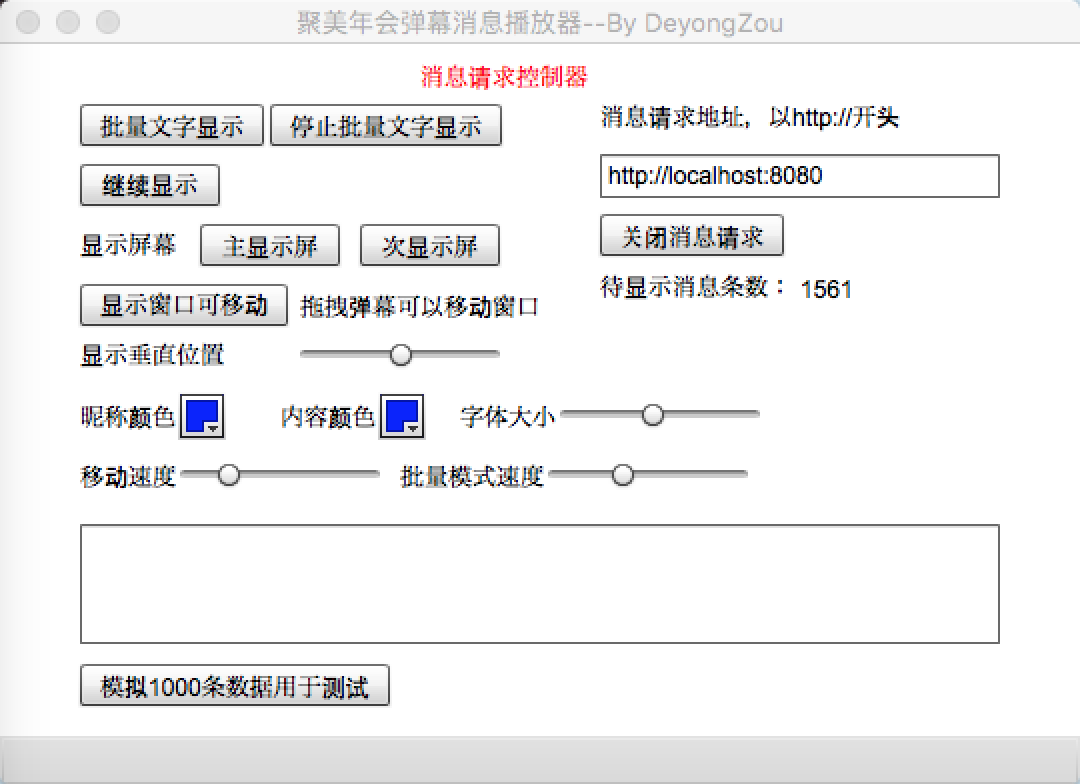 聚美年会弹幕消息播放器--By DeyongZou
消息请求控制器
批量文字显示 停止批量文字显示
消息请求地址，以http://开头
继续显示
http://localhost:8080
显示屏幕 主显示屏 次显示屏
关闭消息请求
显示窗口可移动 拖拽弹幕可以移动窗口
待显示消息条数： 1561
显示垂直位置
昵称颜色 内容颜色 字体大小
移动速度 批量模式速度
模拟1000条数据用于测试